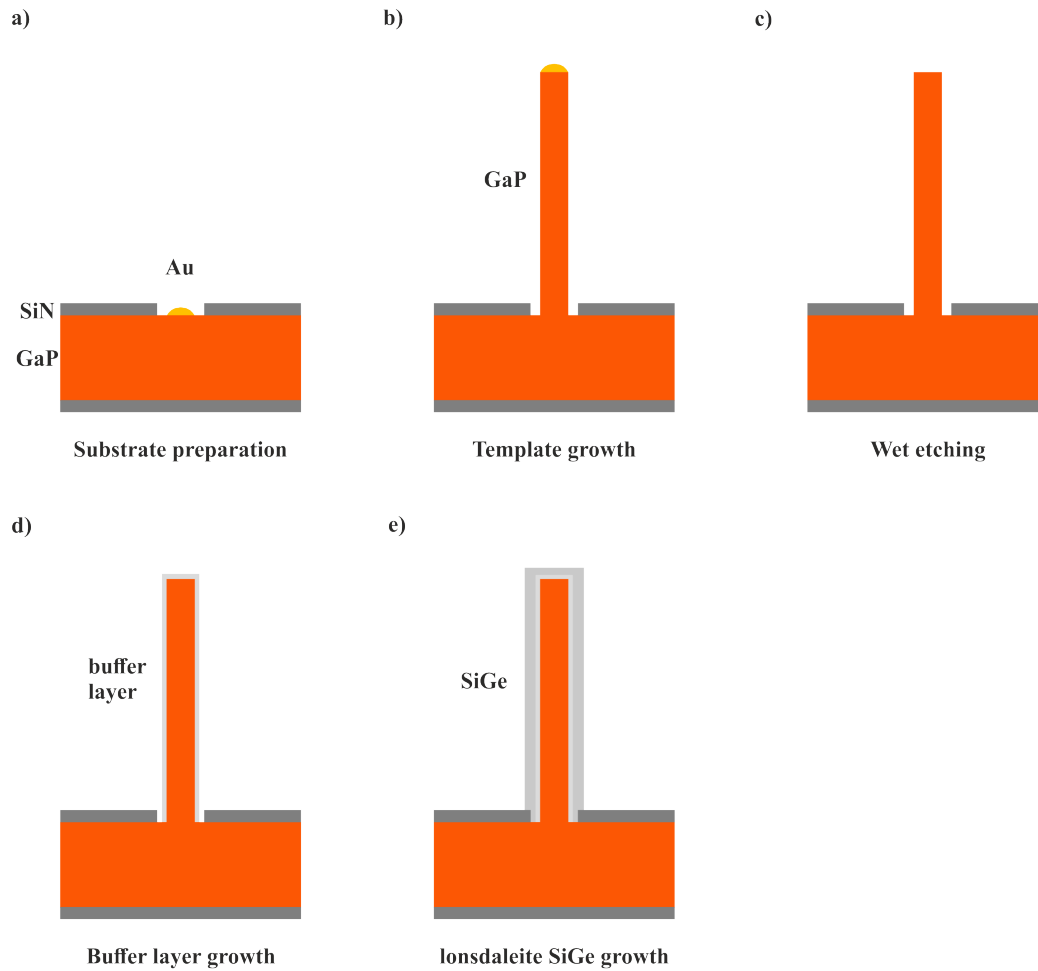 a)
b)
c)
Au
SiN
GaP
GaP
Substrate preparation
Template growth
Wet etching
d)
e)
buffer
layer
SiGe
Buffer layer growth
lonsdaleite SiGe growth